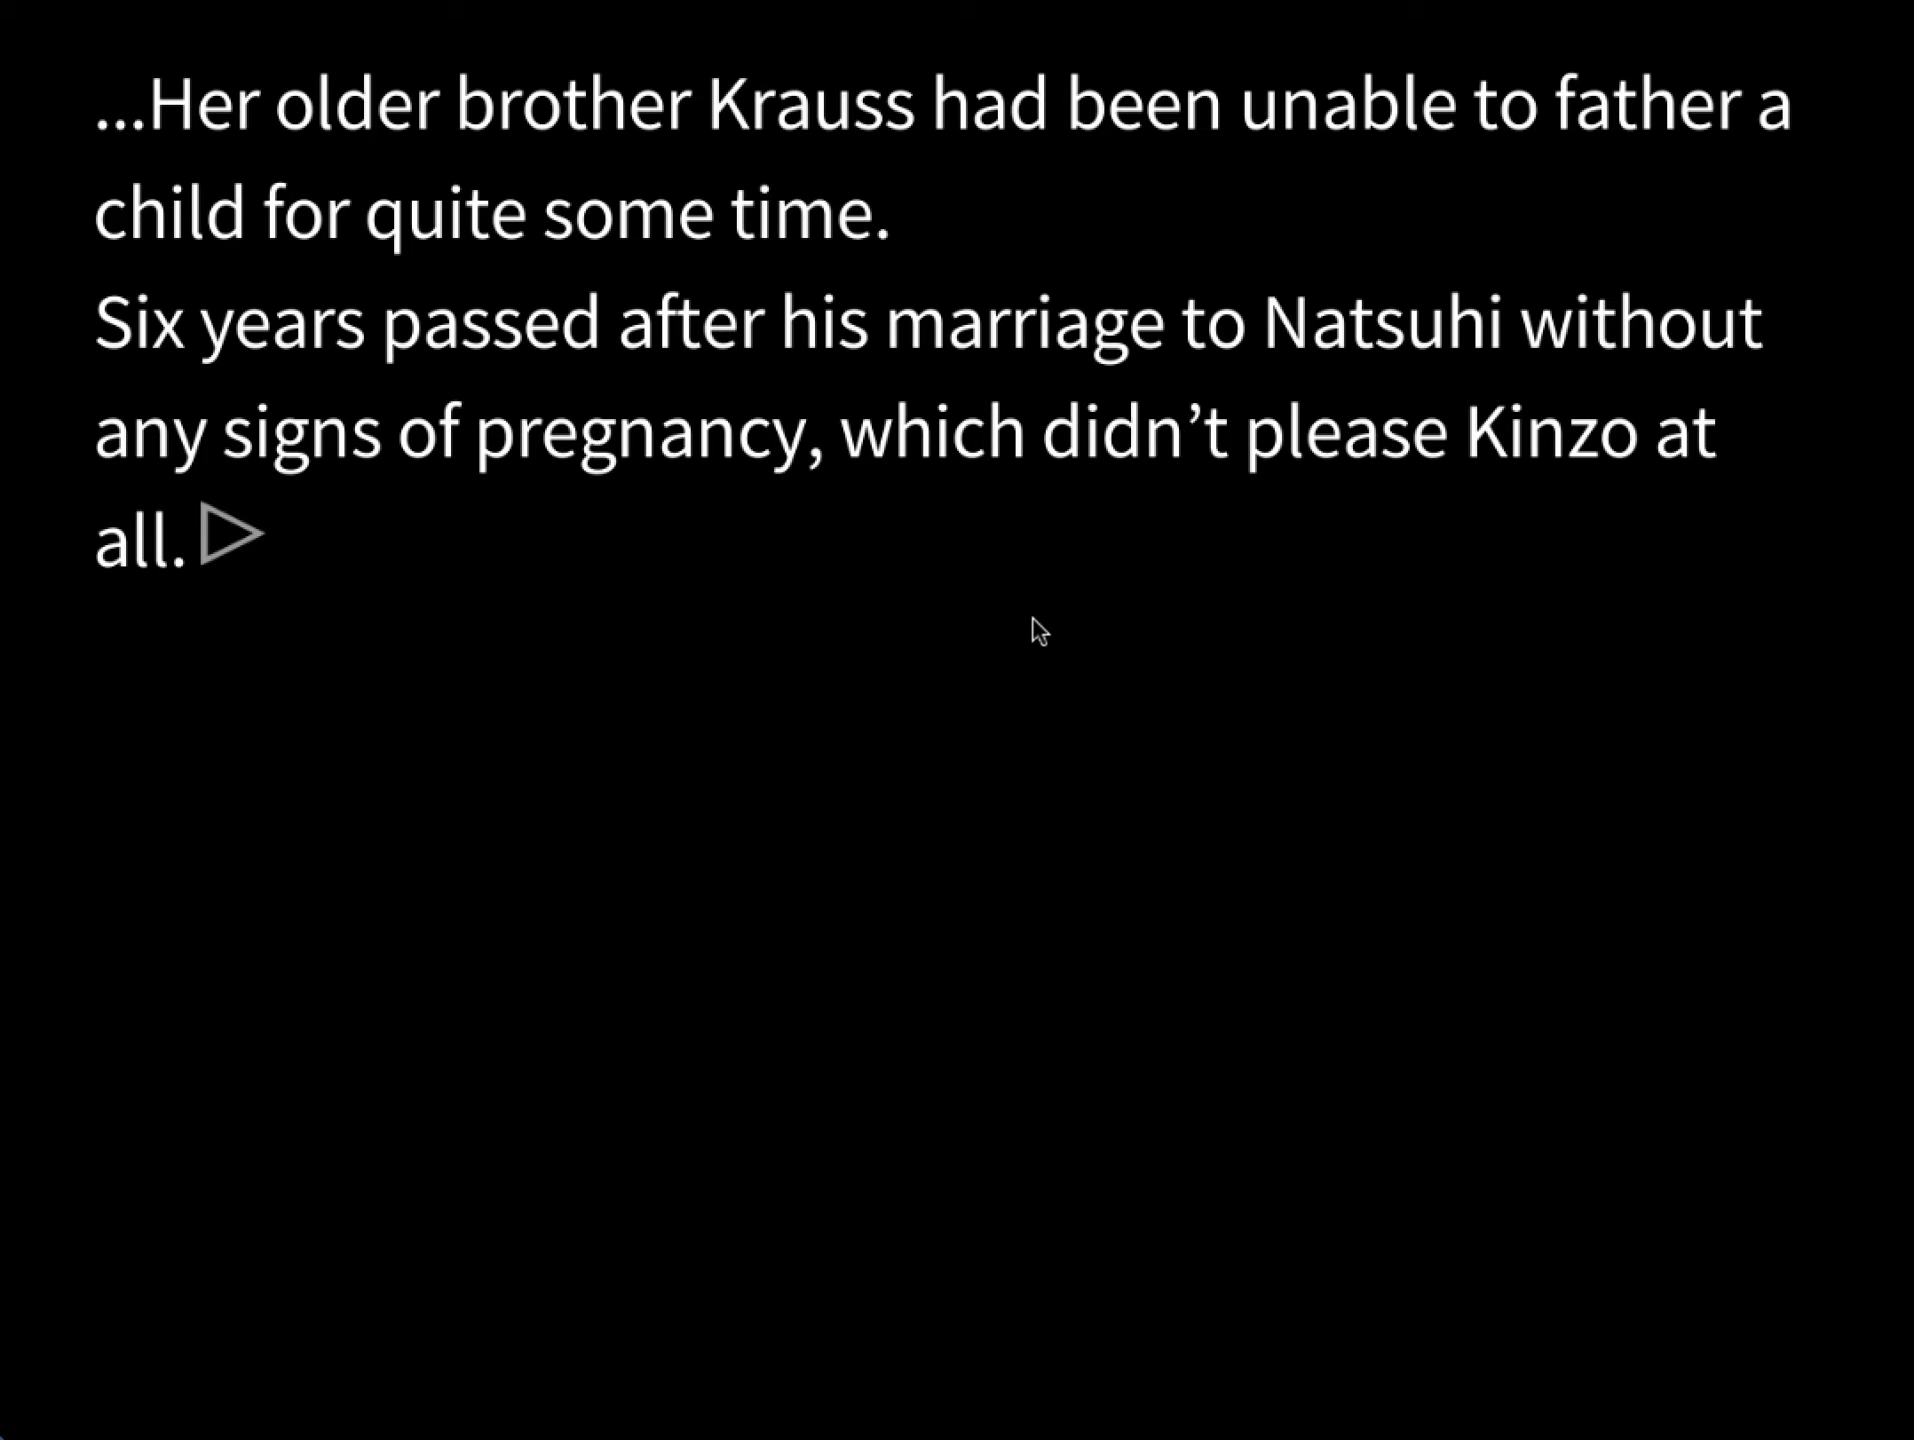 ...Her older brother Krauss had been unable to father a
child for quite some time.
Six years passed after his marriage to Natsuhi without
any signs of pregnancy, which didn’t please Kinzo at
all.